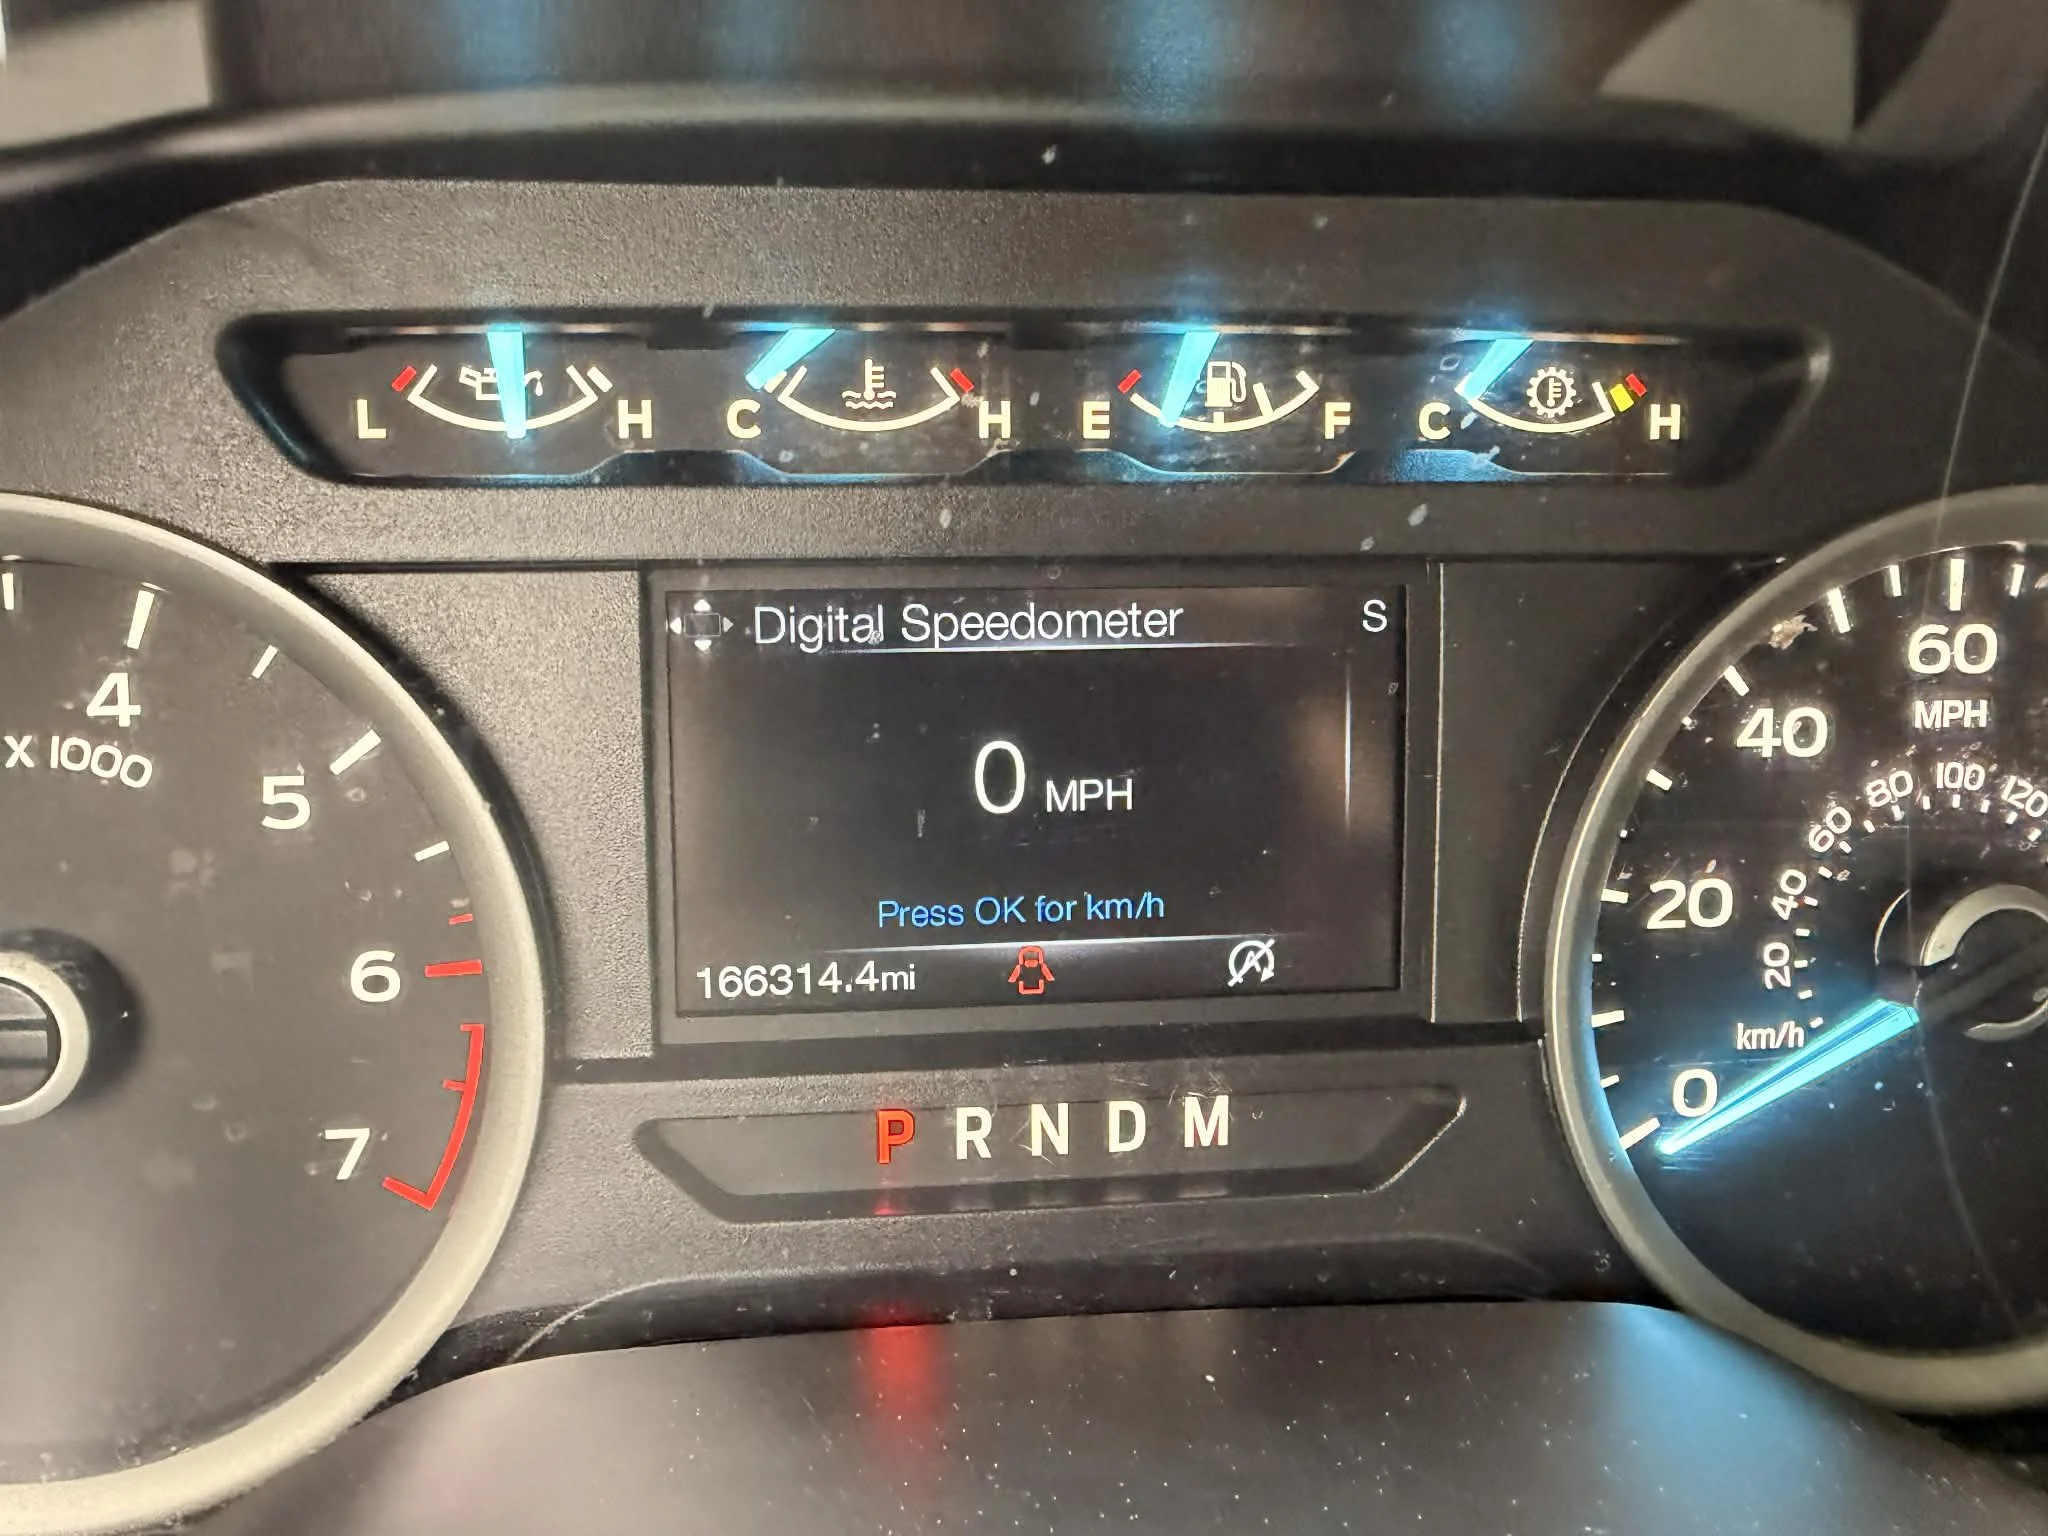 L H C H E F C H
Digital Speedometer S
0 MPH
Press OK for km/h
166314.4mi A
P R N D M
4
X 1000
5
6
7
60
MPH
40
20
0
120
100
80
60
40
20
km/h